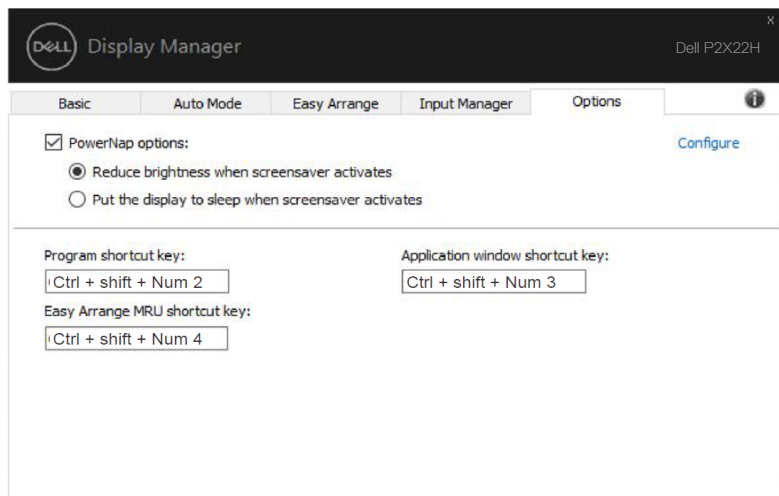 DELL Display Manager
x
Dell P2X22H
Basic Auto Mode Easy Arrange Input Manager Options
PowerNap options: Configure
Reduce brightness when screensaver activates
Put the display to sleep when screensaver activates
Program shortcut key: Application window shortcut key:
Ctrl + shift + Num 2 Ctrl + shift + Num 3
Easy Arrange MRU shortcut key:
Ctrl + shift + Num 4